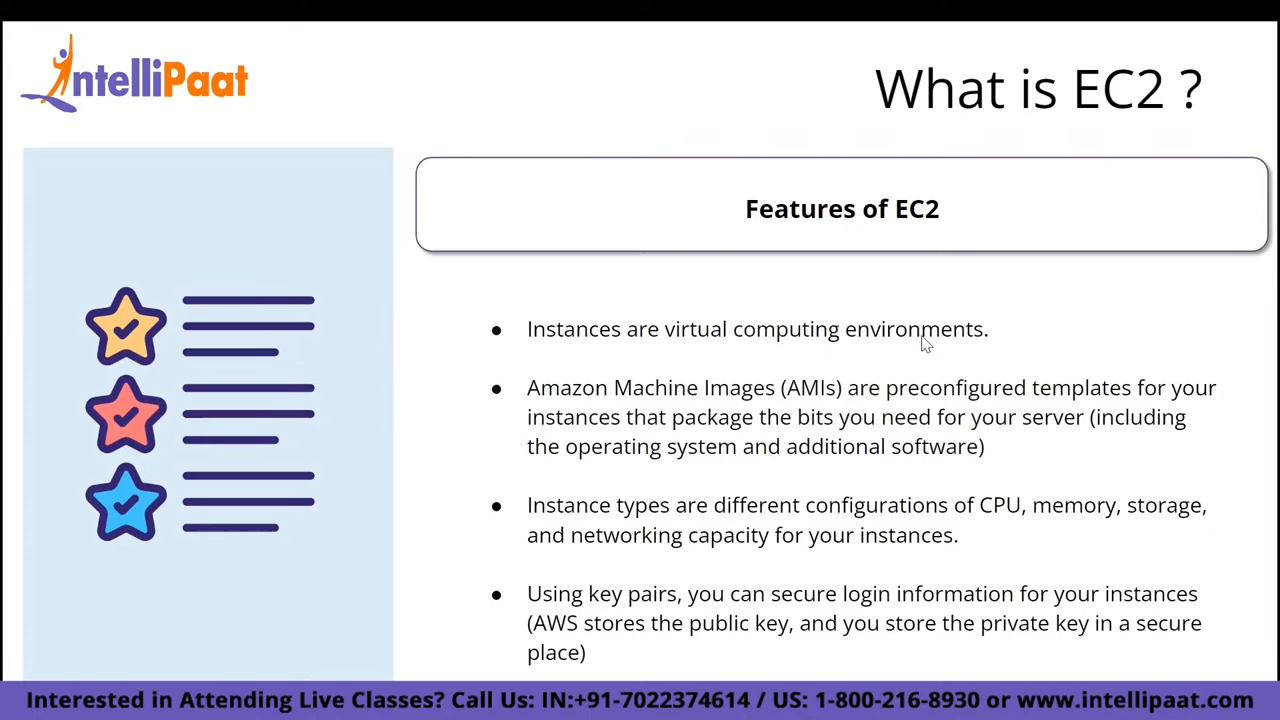 IntelliPaat
What is EC2 ?
Features of EC2
● Instances are virtual computing environments.
● Amazon Machine Images (AMIs) are preconfigured templates for your
instances that package the bits you need for your server (including
the operating system and additional software)
● Instance types are different configurations of CPU, memory, storage,
and networking capacity for your instances.
● Using key pairs, you can secure login information for your instances
(AWS stores the public key, and you store the private key in a secure
place)
Interested in Attending Live Classes? Call Us: IN:+91-7022374614 / US: 1-800-216-8930 or www.intellipaat.com